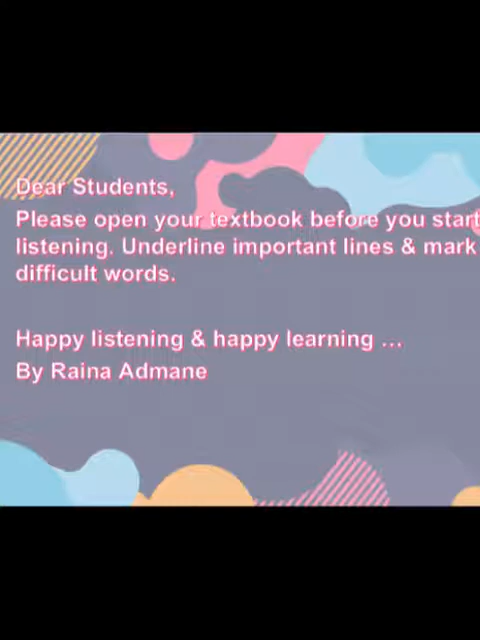 Dear Students,
Please open your textbook before you start
listening. Underline important lines & mark
difficult words.
Happy listening & happy learning ...
By Raina Admane